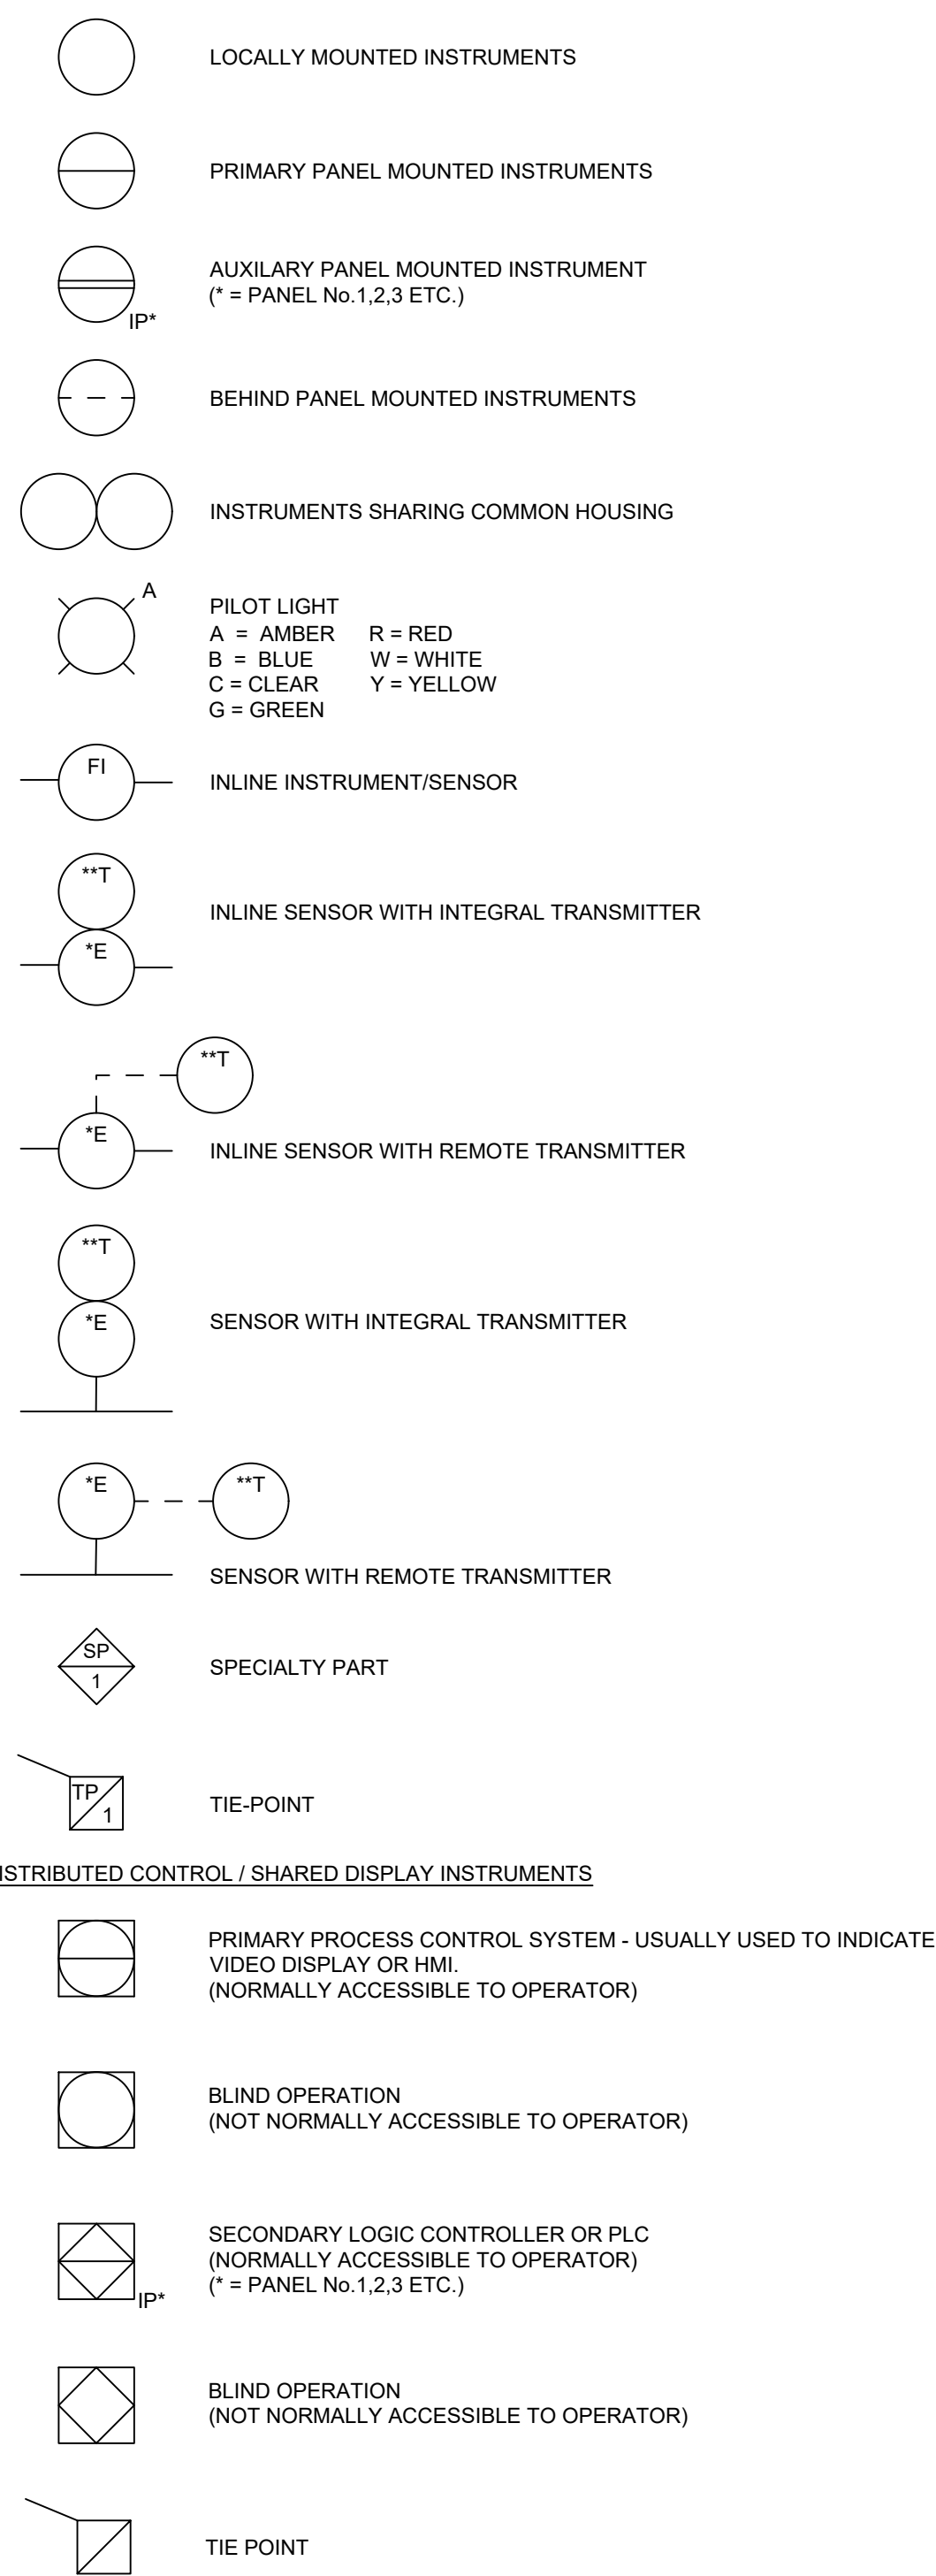 LOCALLY MOUNTED INSTRUMENTS
PRIMARY PANEL MOUNTED INSTRUMENTS
AUXILARY PANEL MOUNTED INSTRUMENT
(* = PANEL No.1,2,3 ETC.)
IP*
BEHIND PANEL MOUNTED INSTRUMENTS
INSTRUMENTS SHARING COMMON HOUSING
A
PILOT LIGHT
A = AMBER R = RED
B = BLUE W = WHITE
C = CLEAR Y = YELLOW
G = GREEN
FI
INLINE INSTRUMENT/SENSOR
**T
INLINE SENSOR WITH INTEGRAL TRANSMITTER
*E
**T
*E
INLINE SENSOR WITH REMOTE TRANSMITTER
**T
*E
SENSOR WITH INTEGRAL TRANSMITTER
*E
**T
SENSOR WITH REMOTE TRANSMITTER
SP
1
SPECIALTY PART
TP
1
TIE-POINT
ISTRIBUTED CONTROL / SHARED DISPLAY INSTRUMENTS
PRIMARY PROCESS CONTROL SYSTEM - USUALLY USED TO INDICATE
VIDEO DISPLAY OR HMI.
(NORMALLY ACCESSIBLE TO OPERATOR)
BLIND OPERATION
(NOT NORMALLY ACCESSIBLE TO OPERATOR)
SECONDARY LOGIC CONTROLLER OR PLC
(NORMALLY ACCESSIBLE TO OPERATOR)
(* = PANEL No.1,2,3 ETC.)
IP*
BLIND OPERATION
(NOT NORMALLY ACCESSIBLE TO OPERATOR)
TIE POINT